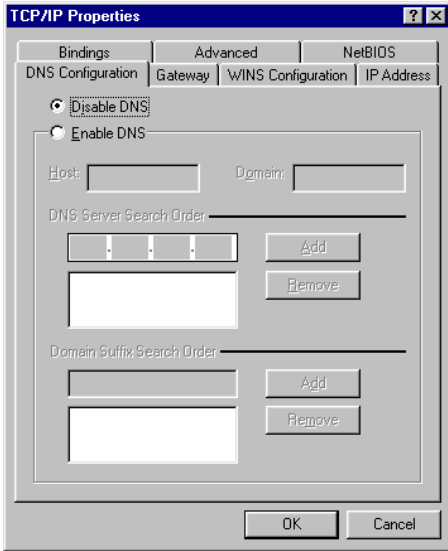 TCP/IP Properties
Bindings Advanced NetBIOS
DNS Configuration Gateway WINS Configuration IP Address
Disable DNS
Enable DNS
Host: Domain:
DNS Server Search Order
Add
Remove
Domain Suffix Search Order
Add
Remove
OK Cancel